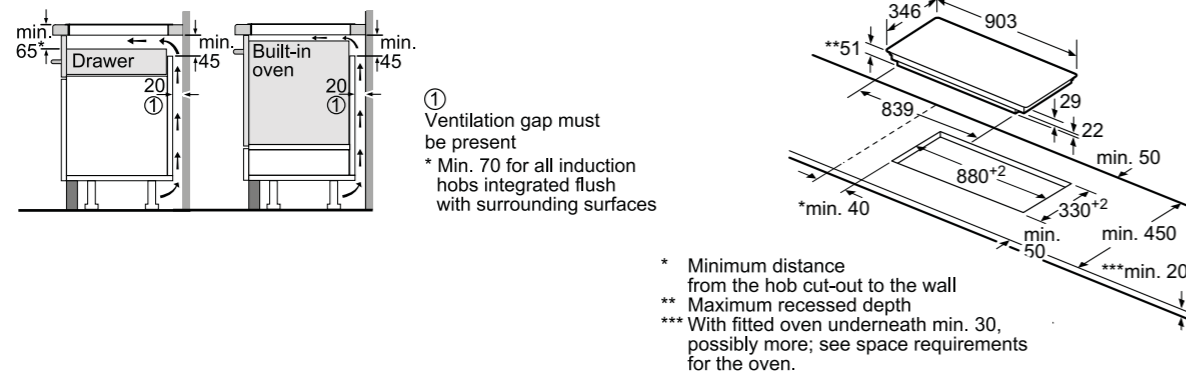 min.
65*
Drawer
20
①
min.
45
Built-in
oven
20
①
min.
45
①
Ventilation gap must
be present
* Min. 70 for all induction
hobs integrated flush
with surrounding surfaces
346
903
**51
839
29
22
min. 50
880+2
330+2
*min. 40
min.
50
min. 450
***min. 20
* Minimum distance
from the hob cut-out to the wall
** Maximum recessed depth
*** With fitted oven underneath min. 30,
possibly more; see space requirements
for the oven.